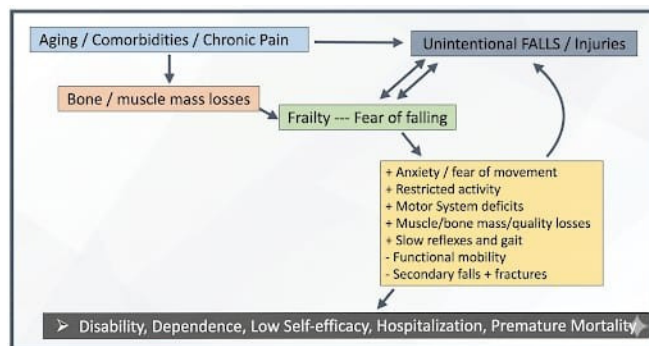 Aging / Comorbidities / Chronic Pain
Unintentional FALLS / Injuries
Bone / muscle mass losses
Frailty --- Fear of falling
+ Anxiety / fear of movement
+ Restricted activity
+ Motor System deficits
+ Muscle/bone mass/quality losses
+ Slow reflexes and gait
- Functional mobility
- Secondary falls + fractures
➢ Disability, Dependence, Low Self-efficacy, Hospitalization, Premature Mortality